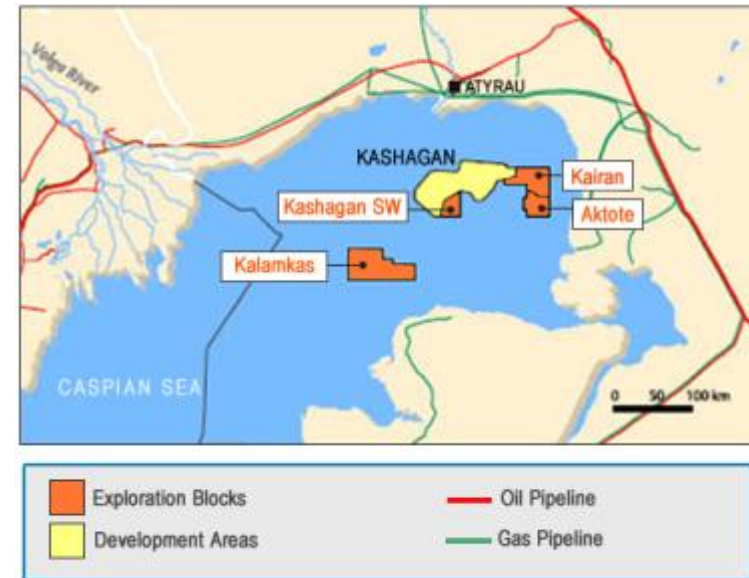 Volga River
ATYRAU
KASHAGAN
Kairan
Kashagan SW
Aktote
Kalamkas
CASPIAN SEA
0 50 100 km
Exploration Blocks
Oil Pipeline
Development Areas
Gas Pipeline